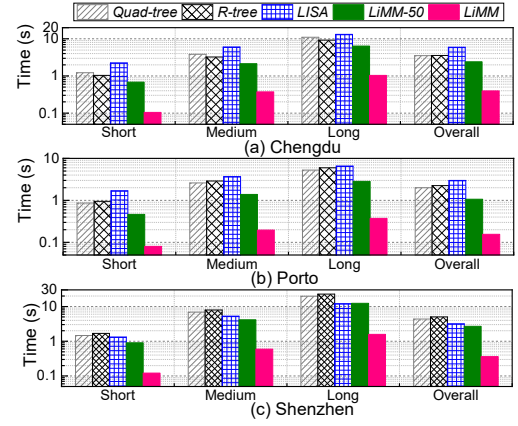 Quad-tree R-tree LISA LiMM-50 LiMM
Time (s)
20
10
1
0.1
Short Medium Long Overall
(a) Chengdu
Time (s)
10
1
0.1
Short Medium Long Overall
(b) Porto
Time (s)
30
10
1
0.1
Short Medium Long Overall
(c) Shenzhen